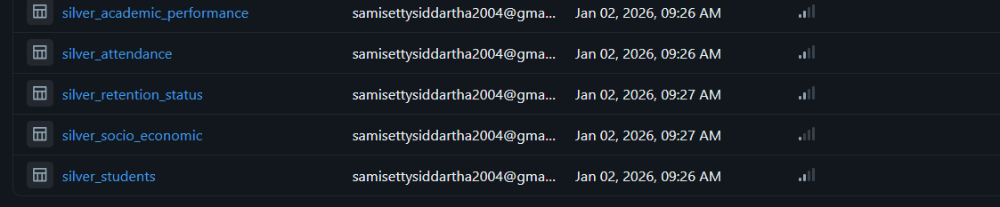 silver_academic_performance samisettysiddartha2004@gma... Jan 02, 2026, 09:26 AM
silver_attendance samisettysiddartha2004@gma... Jan 02, 2026, 09:26 AM
silver_retention_status samisettysiddartha2004@gma... Jan 02, 2026, 09:27 AM
silver_socio_economic samisettysiddartha2004@gma... Jan 02, 2026, 09:27 AM
silver_students samisettysiddartha2004@gma... Jan 02, 2026, 09:26 AM